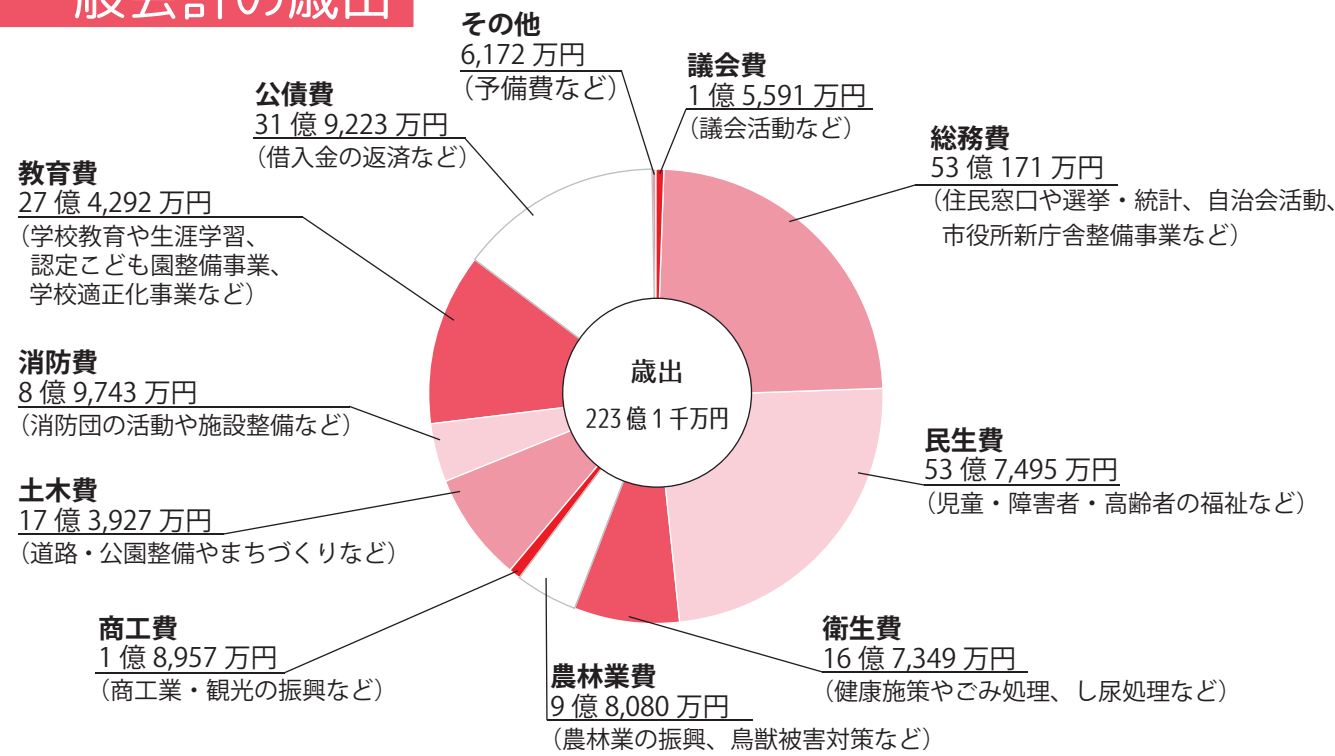 般会計の歳出
その他
6,172 万円
（予備費など）
議会費
1 億 5,591 万円
（議会活動など）
総務費
53 億 171 万円
（住民窓口や選挙・統計、自治会活動、
市役所新庁舎整備事業など）
民生費
53 億 7,495 万円
（児童・障害者・高齢者の福祉など）
衛生費
16 億 7,349 万円
（健康施策やごみ処理、し尿処理など）
農林業費
9 億 8,080 万円
（農林業の振興、鳥獣被害対策など）
商工費
1 億 8,957 万円
（商工業・観光の振興など）
土木費
17 億 3,927 万円
（道路・公園整備やまちづくりなど）
消防費
8 億 9,743 万円
（消防団の活動や施設整備など）
教育費
27 億 4,292 万円
（学校教育や生涯学習、
認定こども園整備事業、
学校適正化事業など）
公債費
31 億 9,223 万円
（借入金の返済など）
歳出
223 億 1 千万円